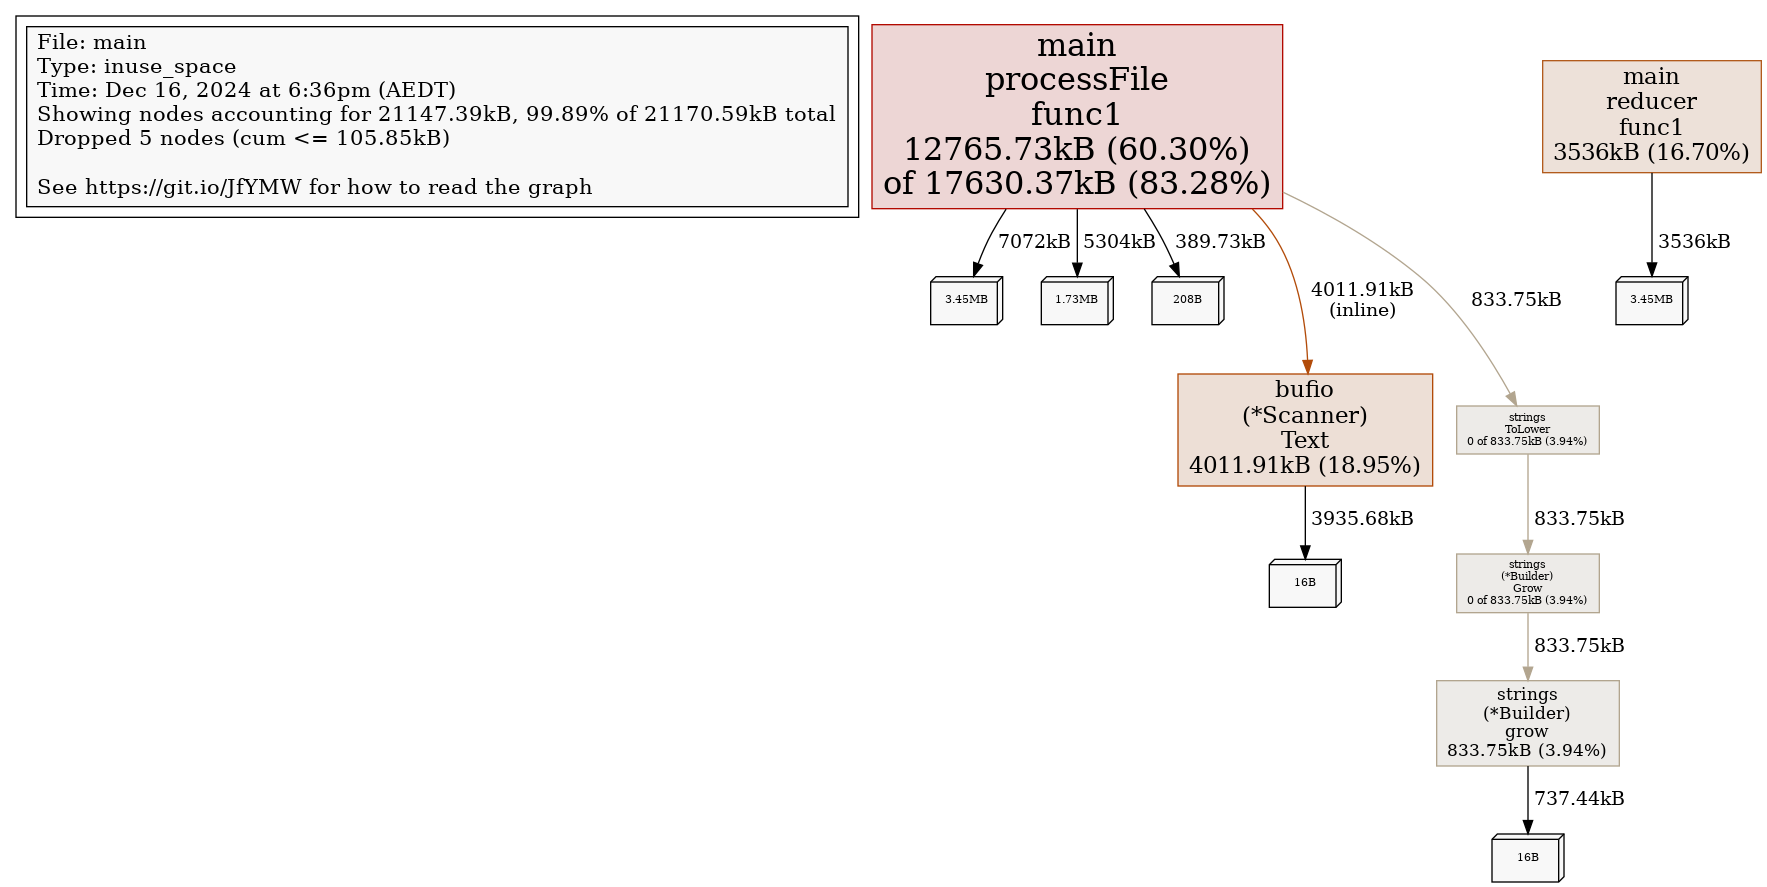 File: main
Type: inuse_space
Time: Dec 16, 2024 at 6:36pm (AEDT)
Showing nodes accounting for 21147.39kB, 99.89% of 21170.59kB total
Dropped 5 nodes (cum <= 105.85kB)
See https://git.io/JfYMW for how to read the graph
main
processFile
func1
12765.73kB (60.30%)
of 17630.37kB (83.28%)
main
reducer
func1
3536kB (16.70%)
7072kB
5304kB
389.73kB
3536kB
3.45MB
1.73MB
208B
4011.91kB
(inline)
833.75kB
3.45MB
bufio
(*Scanner)
Text
4011.91kB (18.95%)
strings
ToLower
0 of 833.75kB (3.94%)
3935.68kB
833.75kB
16B
strings
(*Builder)
Grow
0 of 833.75kB (3.94%)
833.75kB
strings
(*Builder)
grow
833.75kB (3.94%)
737.44kB
16B